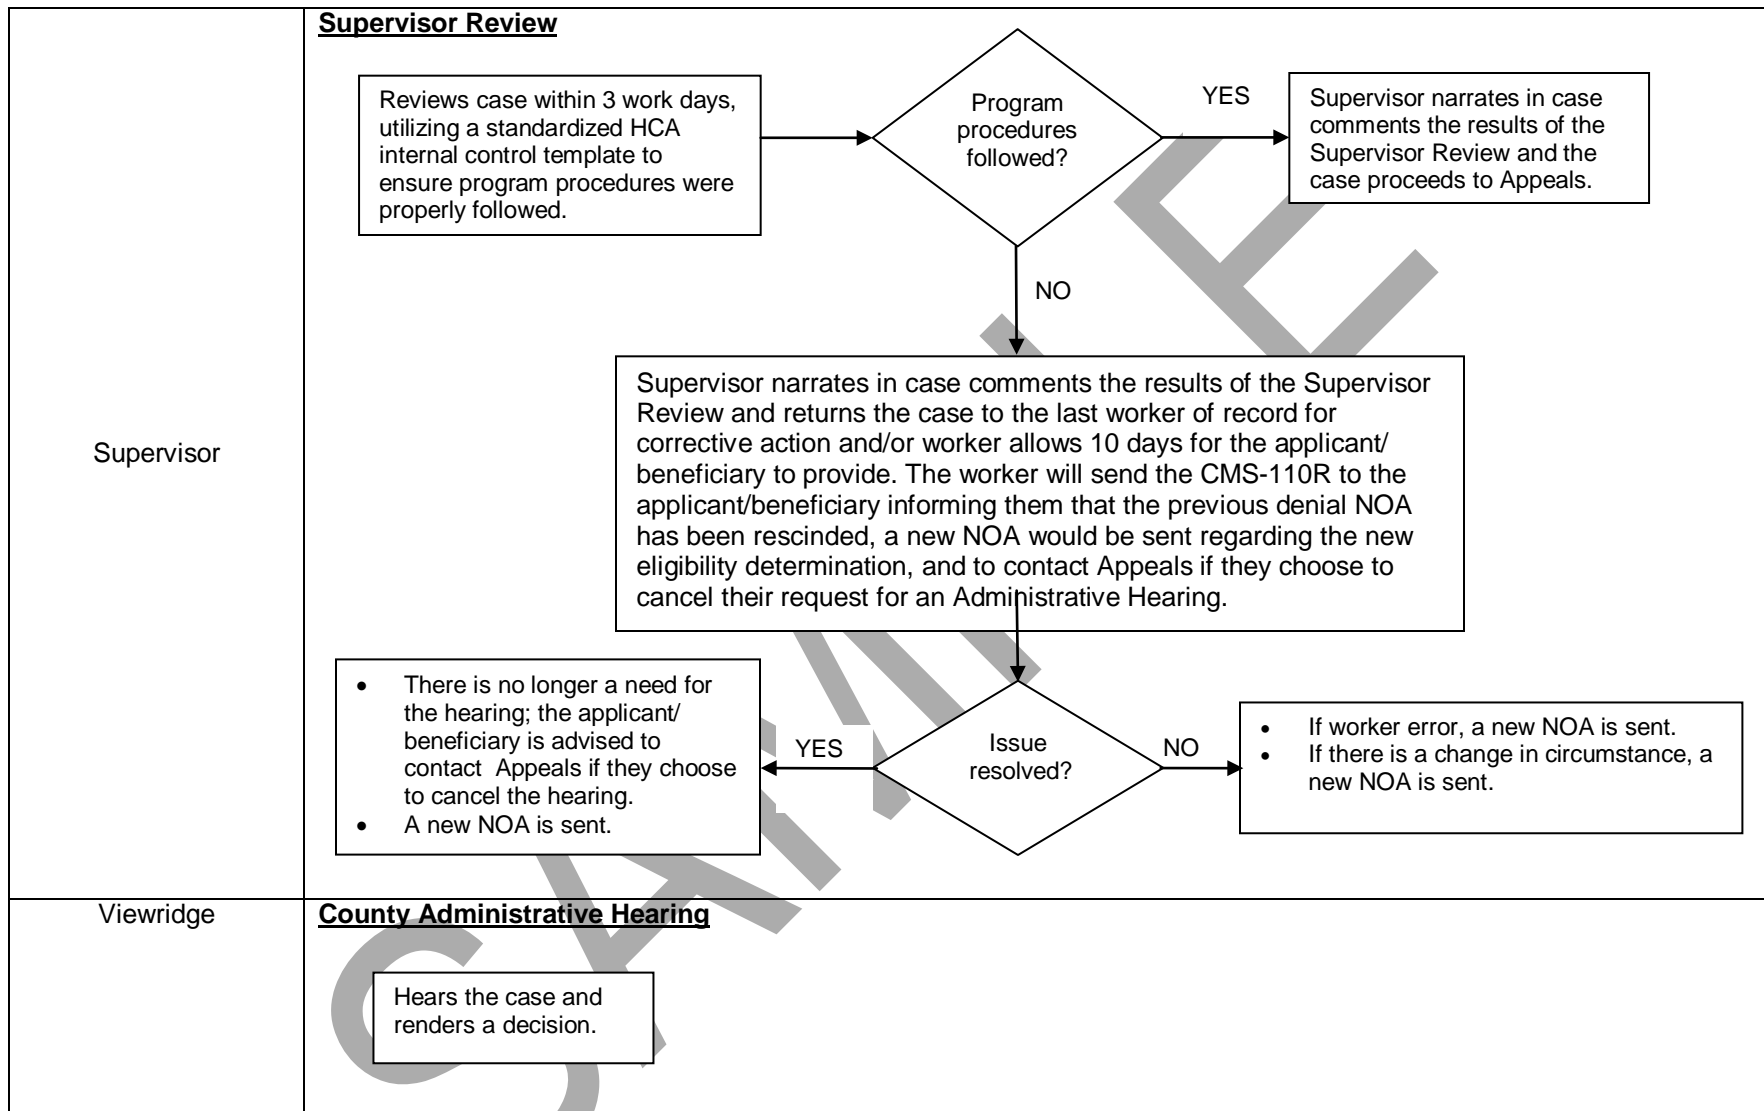 Supervisor Review
Reviews case within 3 work days,
utilizing a standardized HCA
internal control template to
ensure program procedures were
properly followed.
Program
procedures
followed?
YES
Supervisor narrates in case
comments the results of the
Supervisor Review and the
case proceeds to Appeals.
NO
Supervisor
Supervisor narrates in case comments the results of the Supervisor
Review and returns the case to the last worker of record for
corrective action and/or worker allows 10 days for the applicant/
beneficiary to provide. The worker will send the CMS-110R to the
applicant/beneficiary informing them that the previous denial NOA
has been rescinded, a new NOA would be sent regarding the new
eligibility determination, and to contact Appeals if they choose to
cancel their request for an Administrative Hearing.
• There is no longer a need for
the hearing; the applicant/
beneficiary is advised to
contact  Appeals if they choose
to cancel the hearing.
• A new NOA is sent.
YES
Issue
resolved?
NO
• If worker error, a new NOA is sent.
• If there is a change in circumstance, a
new NOA is sent.
Viewridge
County Administrative Hearing
Hears the case and
renders a decision.
SAMPLE